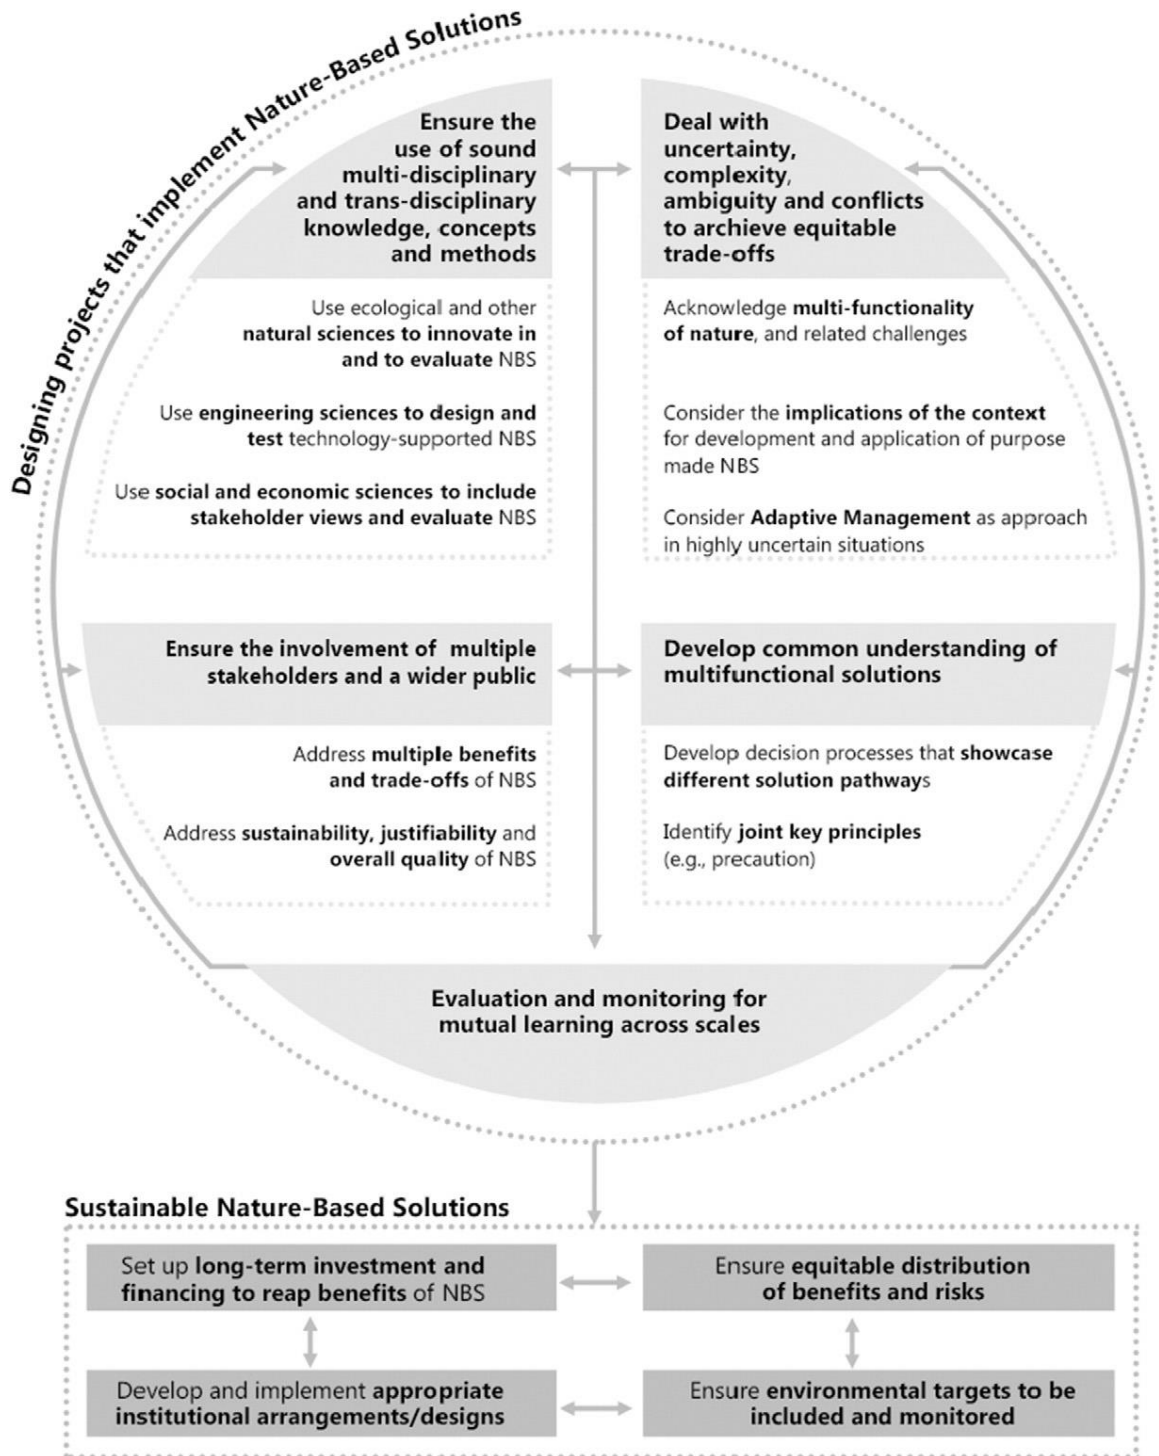 Designing projects that implement Nature-Based Solutions
Ensure the
use of sound
multi-disciplinary
and trans-disciplinary
knowledge, concepts
and methods
Use ecological and other
natural sciences to innovate in
and to evaluate NBS
Use engineering sciences to design and
test technology-supported NBS
Use social and economic sciences to include
stakeholder views and evaluate NBS
Deal with
uncertainty,
complexity,
ambiguity and conflicts
to archieve equitable
trade-offs
Acknowledge multi-functionality
of nature, and related challenges
Consider the implications of the context
for development and application of purpose
made NBS
Consider Adaptive Management as approach
in highly uncertain situations
Ensure the involvement of multiple
stakeholders and a wider public
Address multiple benefits
and trade-offs of NBS
Address sustainability, justifiability and
overall quality of NBS
Develop common understanding of
multifunctional solutions
Develop decision processes that showcase
different solution pathways
Identify joint key principles
(e.g., precaution)
Evaluation and monitoring for
mutual learning across scales
Sustainable Nature-Based Solutions
Set up long-term investment and
financing to reap benefits of NBS
Ensure equitable distribution
of benefits and risks
Develop and implement appropriate
institutional arrangements/designs
Ensure environmental targets to be
included and monitored